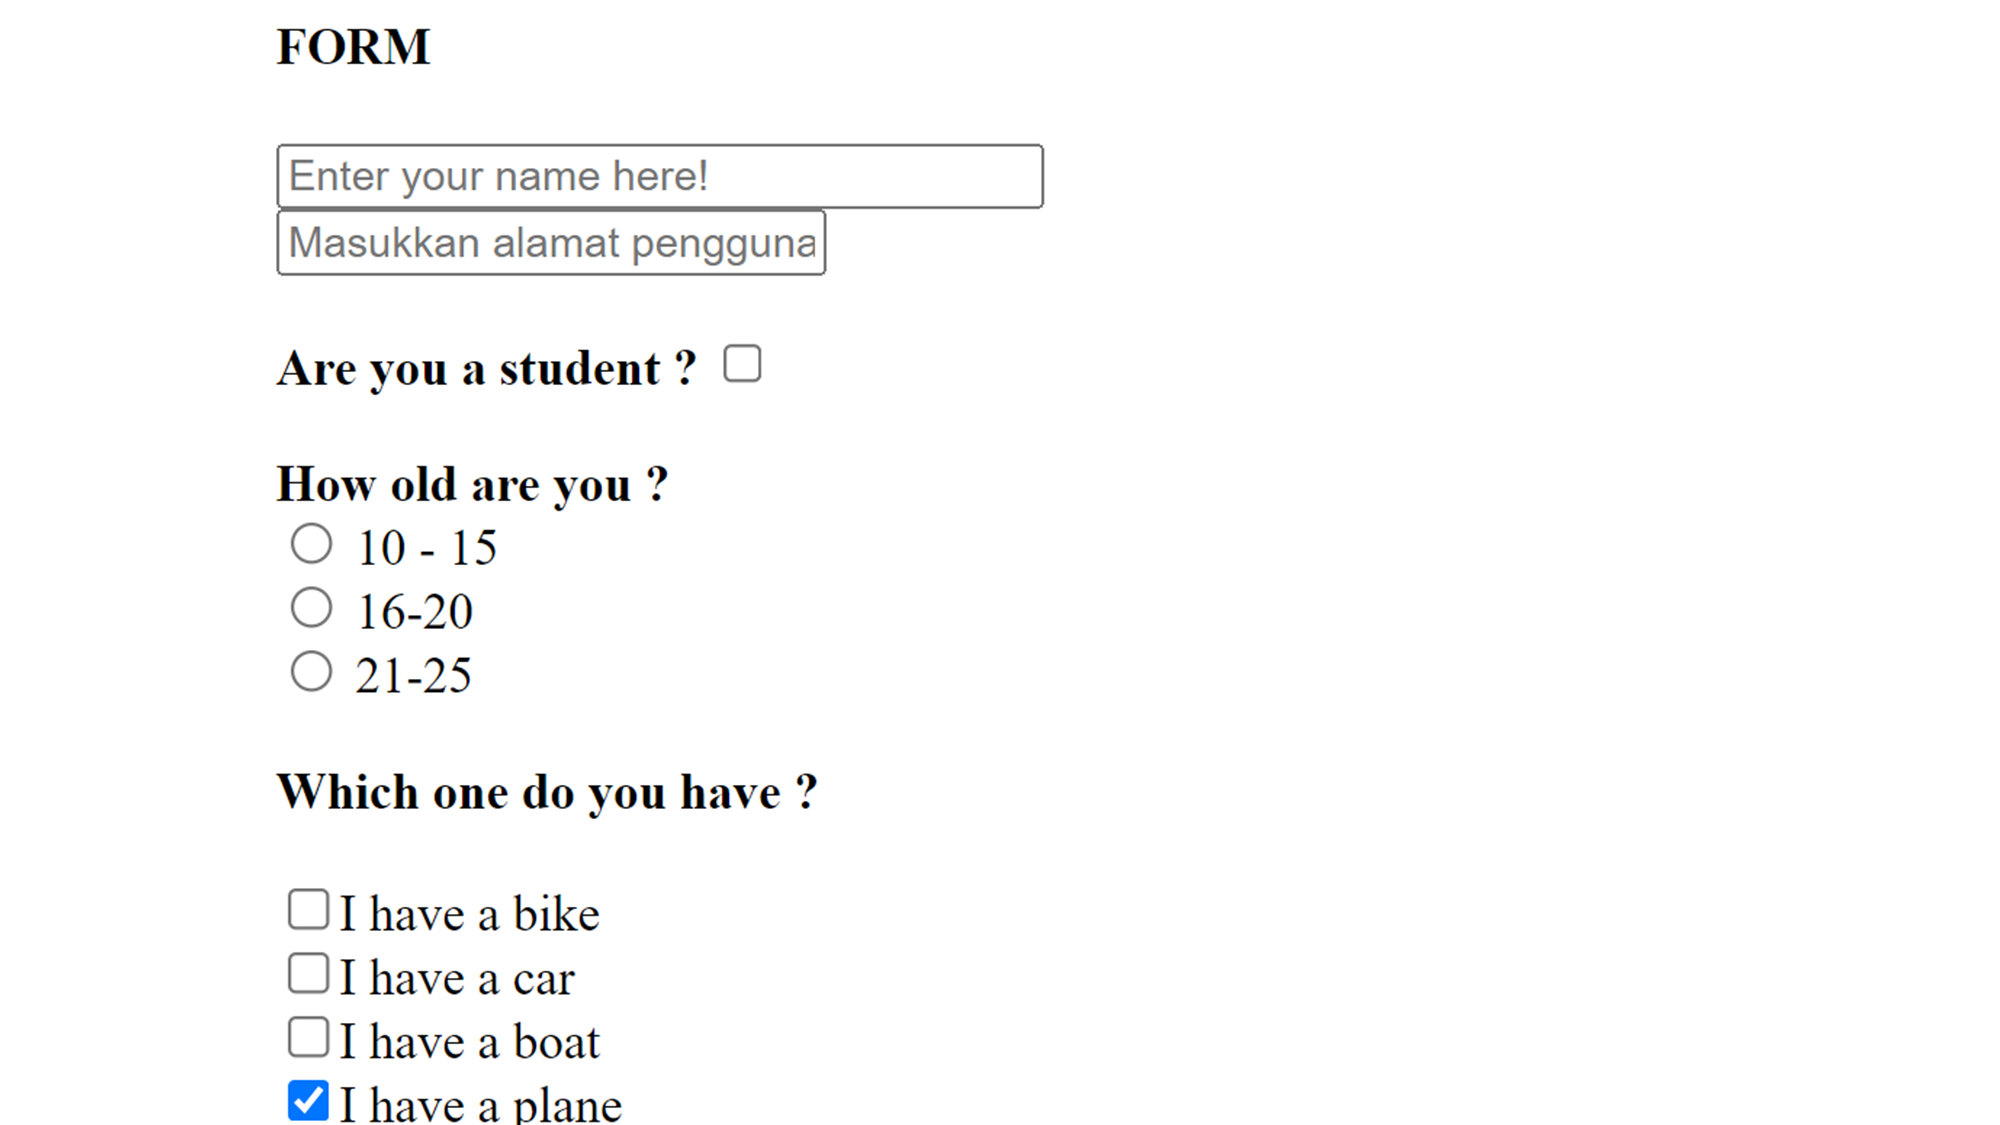 FORM
Enter your name here!
Masukkan alamat pengguna
Are you a student ?
How old are you ?
10 - 15
16-20
21-25
Which one do you have ?
I have a bike
I have a car
I have a boat
I have a plane